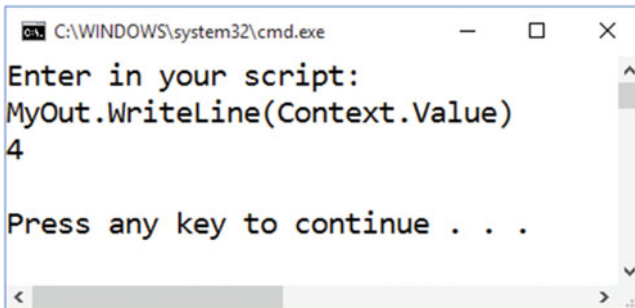 C:\WINDOWS\system32\cmd.exe
Enter in your script:
MyOut.WriteLine(Context.Value)
4
Press any key to continue . . .